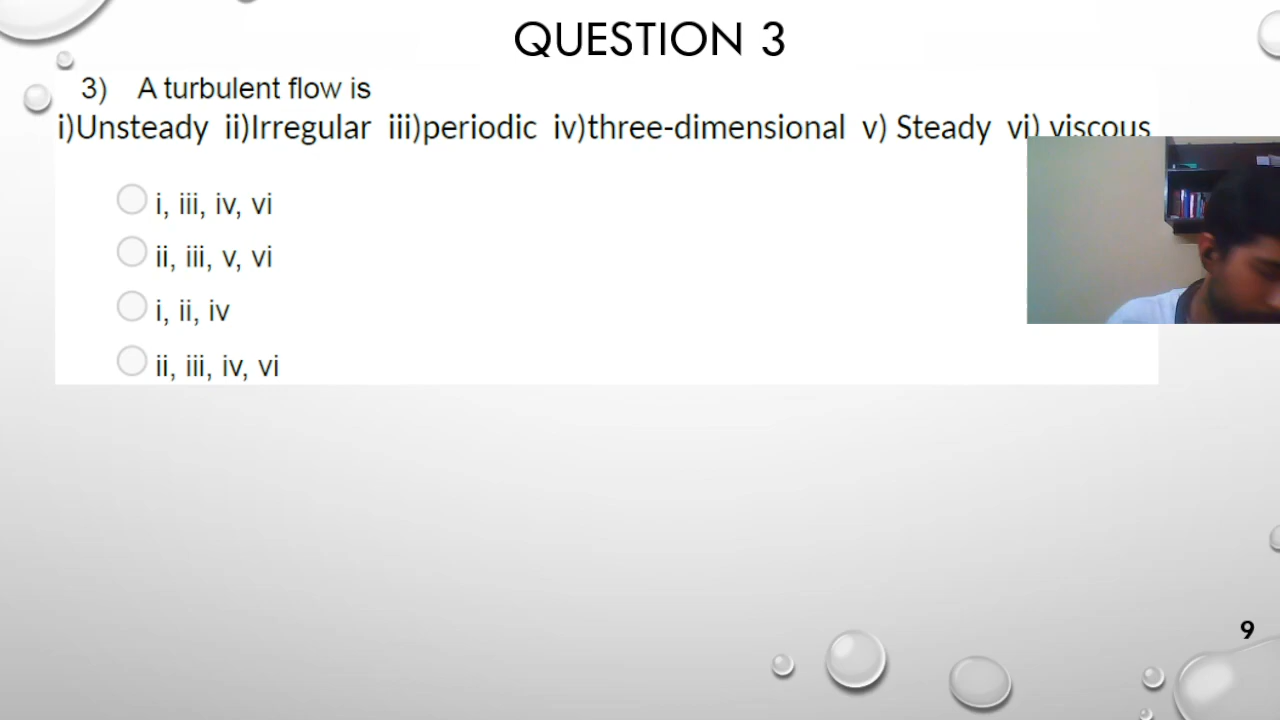 QUESTION 3
3) A turbulent flow is
i)Unsteady ii)Irregular iii)periodic iv)three-dimensional v) Steady vi) viscous
i, iii, iv, vi
ii, iii, v, vi
i, ii, iv
ii, iii, iv, vi
9